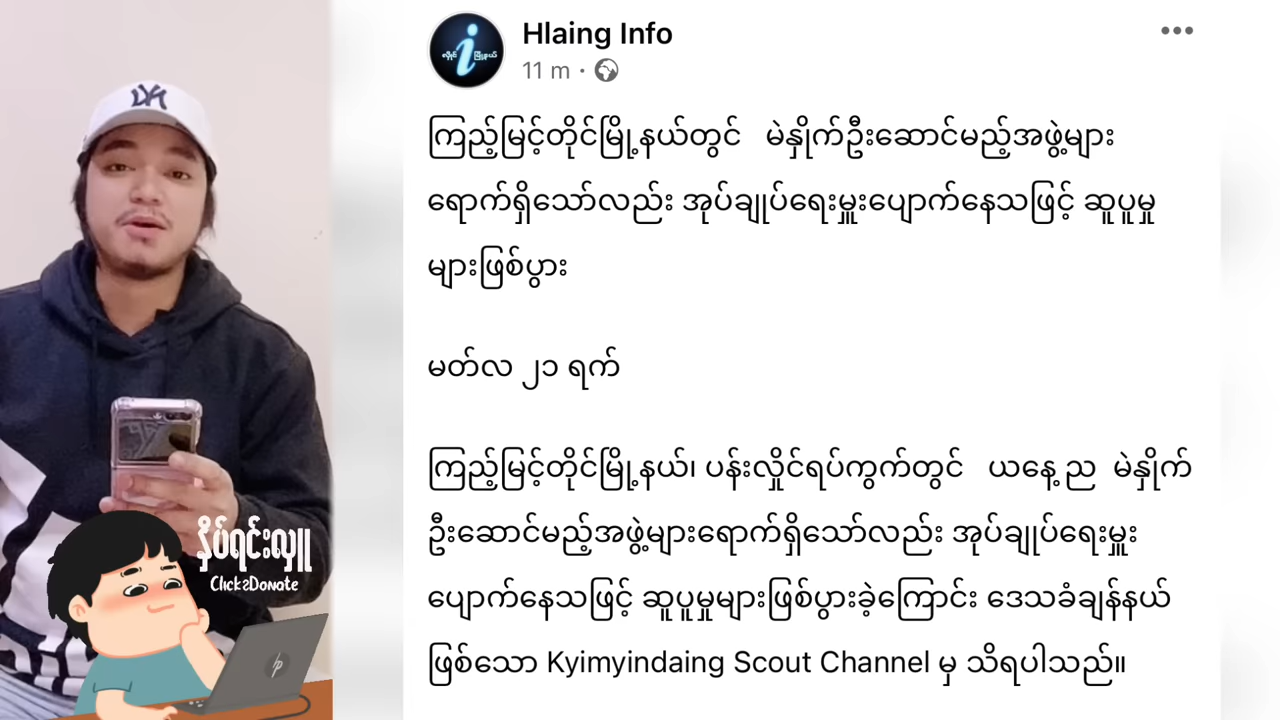 Hlaing Info
11 m
ကြည့်မြင့်တိုင်မြို့နယ်တွင် မဲနှိုက်ဦးဆောင်မည့်အဖွဲ့များ
ရောက်ရှိသော်လည်း အုပ်ချုပ်ရေးမှူးပျောက်နေသဖြင့် ဆူပူမှု
များဖြစ်ပွား
မတ်လ ၂၁ ရက်
ကြည့်မြင့်တိုင်မြို့နယ်၊ ပန်းလှိုင်ရပ်ကွက်တွင် ယနေ့ ည မဲနှိုက်
ဦးဆောင်မည့်အဖွဲ့များရောက်ရှိသော်လည်း အုပ်ချုပ်ရေးမှူး
ပျောက်နေသဖြင့် ဆူပူမှုများဖြစ်ပွားခဲ့ကြောင်း ဒေသခံချန်နယ်
ဖြစ်သော Kyimyindaing Scout Channel မှ သိရပါသည်။
လှိုင် i မြို့နယ်
NY
နှိပ်ရင်းလှူ
Click2Donate
hp